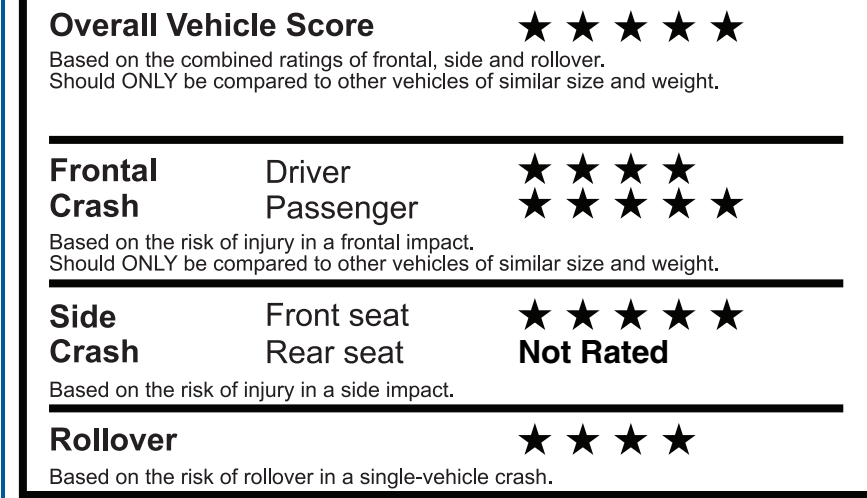 Overall Vehicle Score ★ ★ ★ ★ ★
Based on the combined ratings of frontal, side and rollover.
Should ONLY be compared to other vehicles of similar size and weight.
Frontal Driver ★ ★ ★ ★
Crash Passenger ★ ★ ★ ★ ★
Based on the risk of injury in a frontal impact.
Should ONLY be compared to other vehicles of similar size and weight.
Side Front seat ★ ★ ★ ★ ★
Crash Rear seat Not Rated
Based on the risk of injury in a side impact.
Rollover ★ ★ ★ ★
Based on the risk of rollover in a single-vehicle crash.